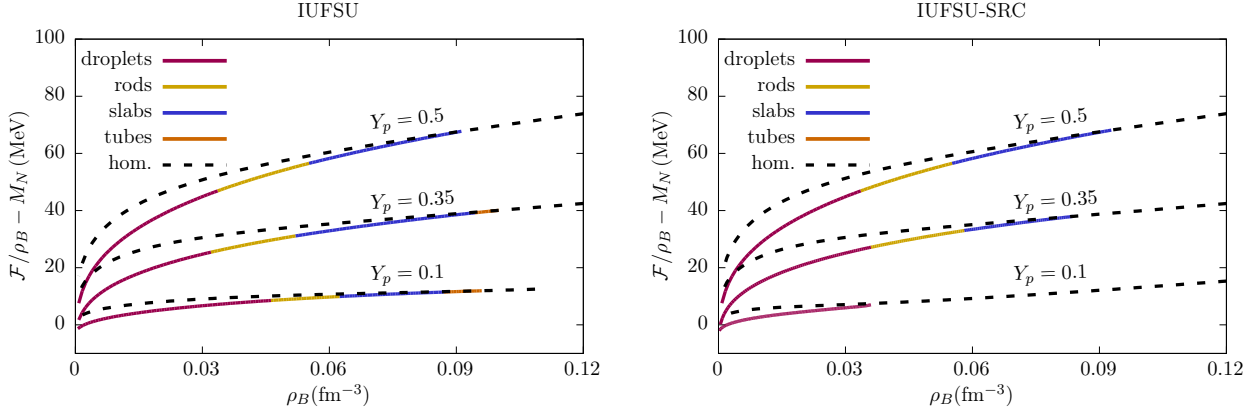 IUFSU
100
80
60
40
20
0
droplets
rods
slabs
tubes
hom.
Y_p = 0.5
Y_p = 0.35
Y_p = 0.1
0 0.03 0.06 0.09 0.12
ℱ/ρ_B − M_N (MeV)
ρ_B(fm⁻³)
IUFSU-SRC
100
80
60
40
20
0
droplets
rods
slabs
tubes
hom.
Y_p = 0.5
Y_p = 0.35
Y_p = 0.1
0 0.03 0.06 0.09 0.12
ℱ/ρ_B − M_N (MeV)
ρ_B(fm⁻³)